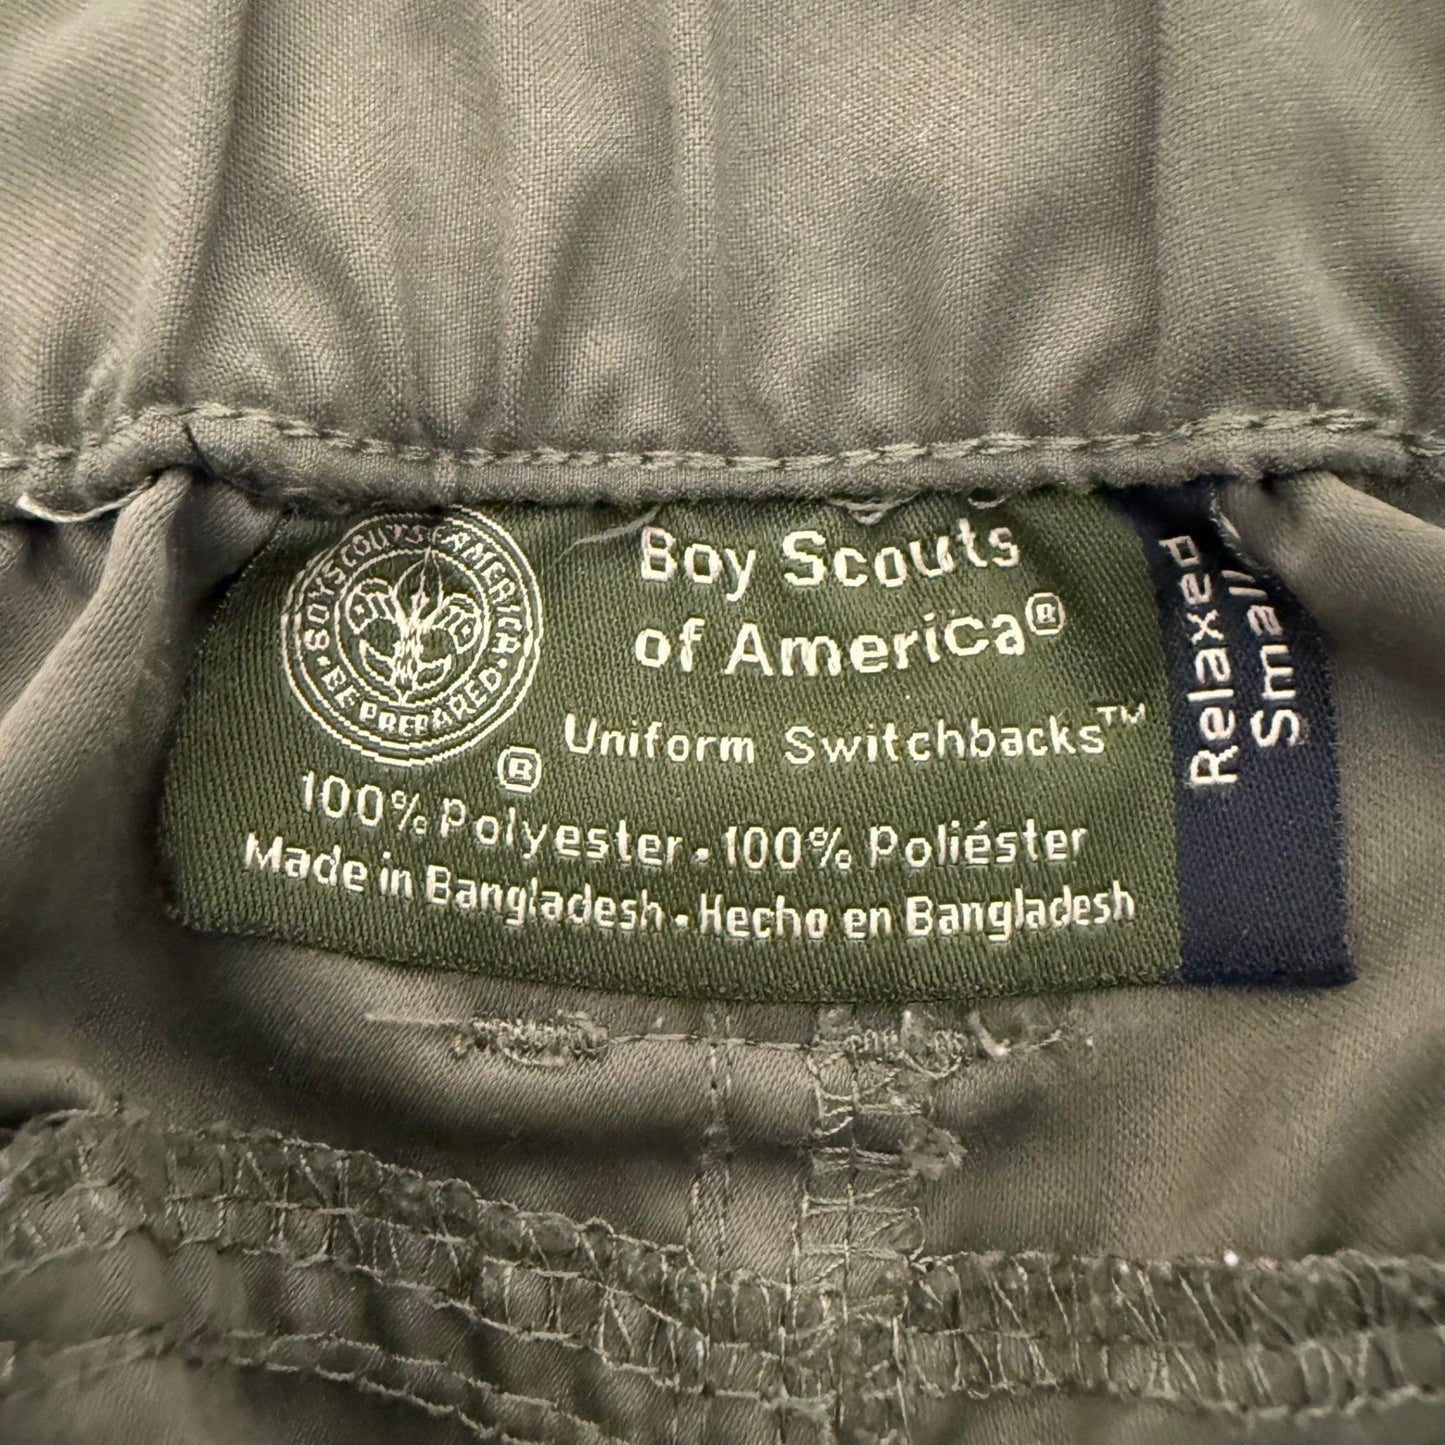 BOY SCOUTS OF AMERICA
• BE PREPARED •
®
Boy Scouts
of America®
Uniform Switchbacks™
100% Polyester • 100% Poliéster
Made in Bangladesh • Hecho en Bangladesh
Relaxed
Small